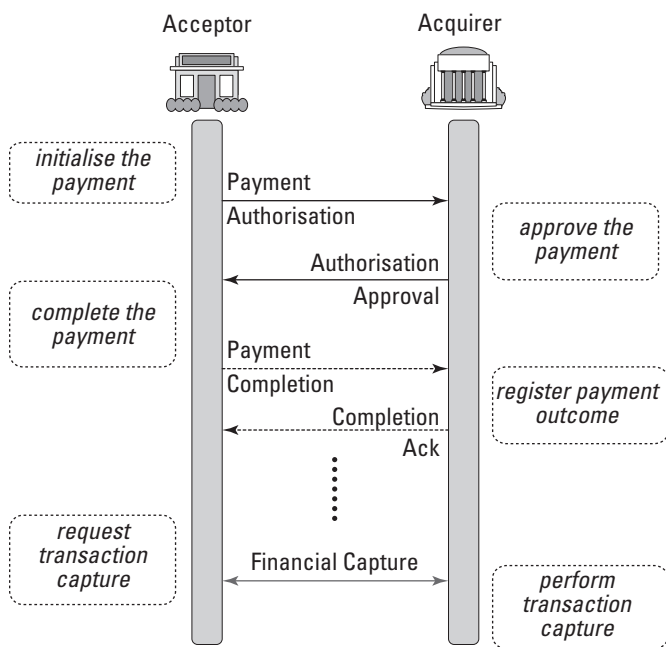 Acceptor
Acquirer
initialise the
payment
Payment
Authorisation
approve the
payment
Authorisation
Approval
complete the
payment
Payment
Completion
register payment
outcome
Completion
Ack
request
transaction
capture
Financial Capture
perform
transaction
capture